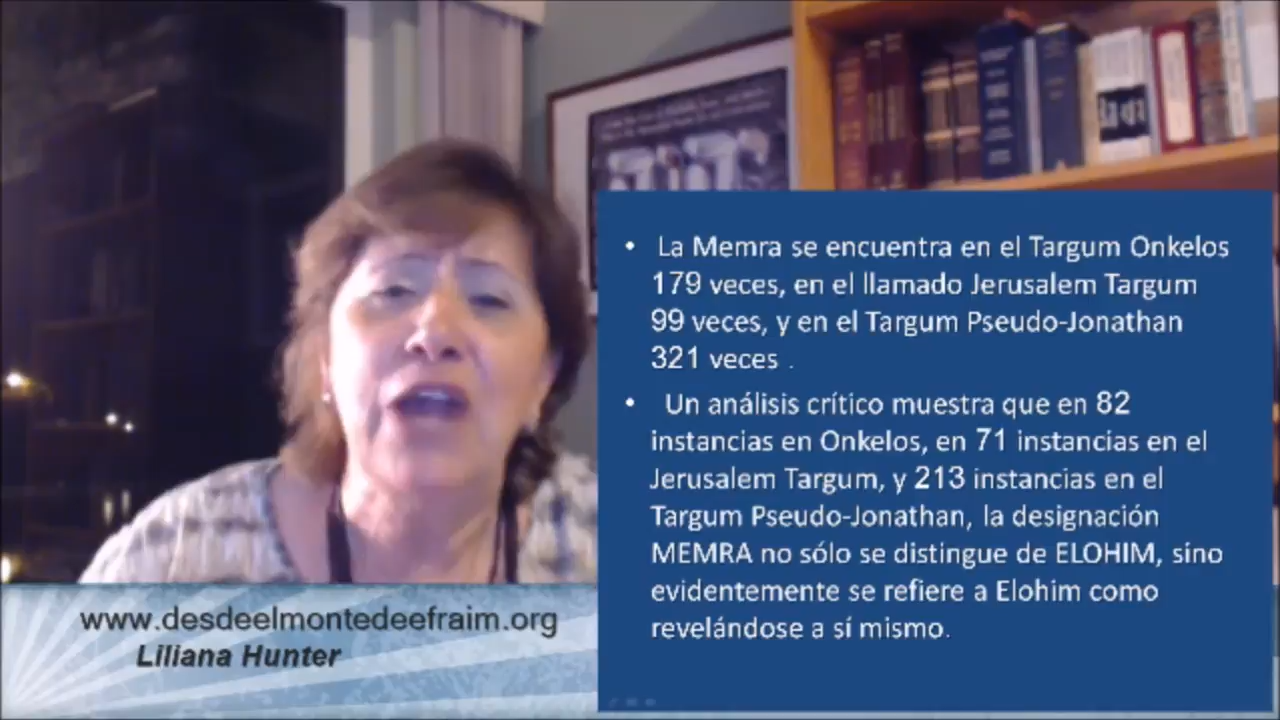 • La Memra se encuentra en el Targum Onkelos
179 veces, en el llamado Jerusalem Targum
99 veces, y en el Targum Pseudo-Jonathan
321 veces .
• Un análisis crítico muestra que en 82
instancias en Onkelos, en 71 instancias en el
Jerusalem Targum, y 213 instancias en el
Targum Pseudo-Jonathan, la designación
MEMRA no sólo se distingue de ELOHIM, sino
evidentemente se refiere a Elohim como
revelándose a sí mismo.
www.desdeelmontedeefraim.org
Liliana Hunter